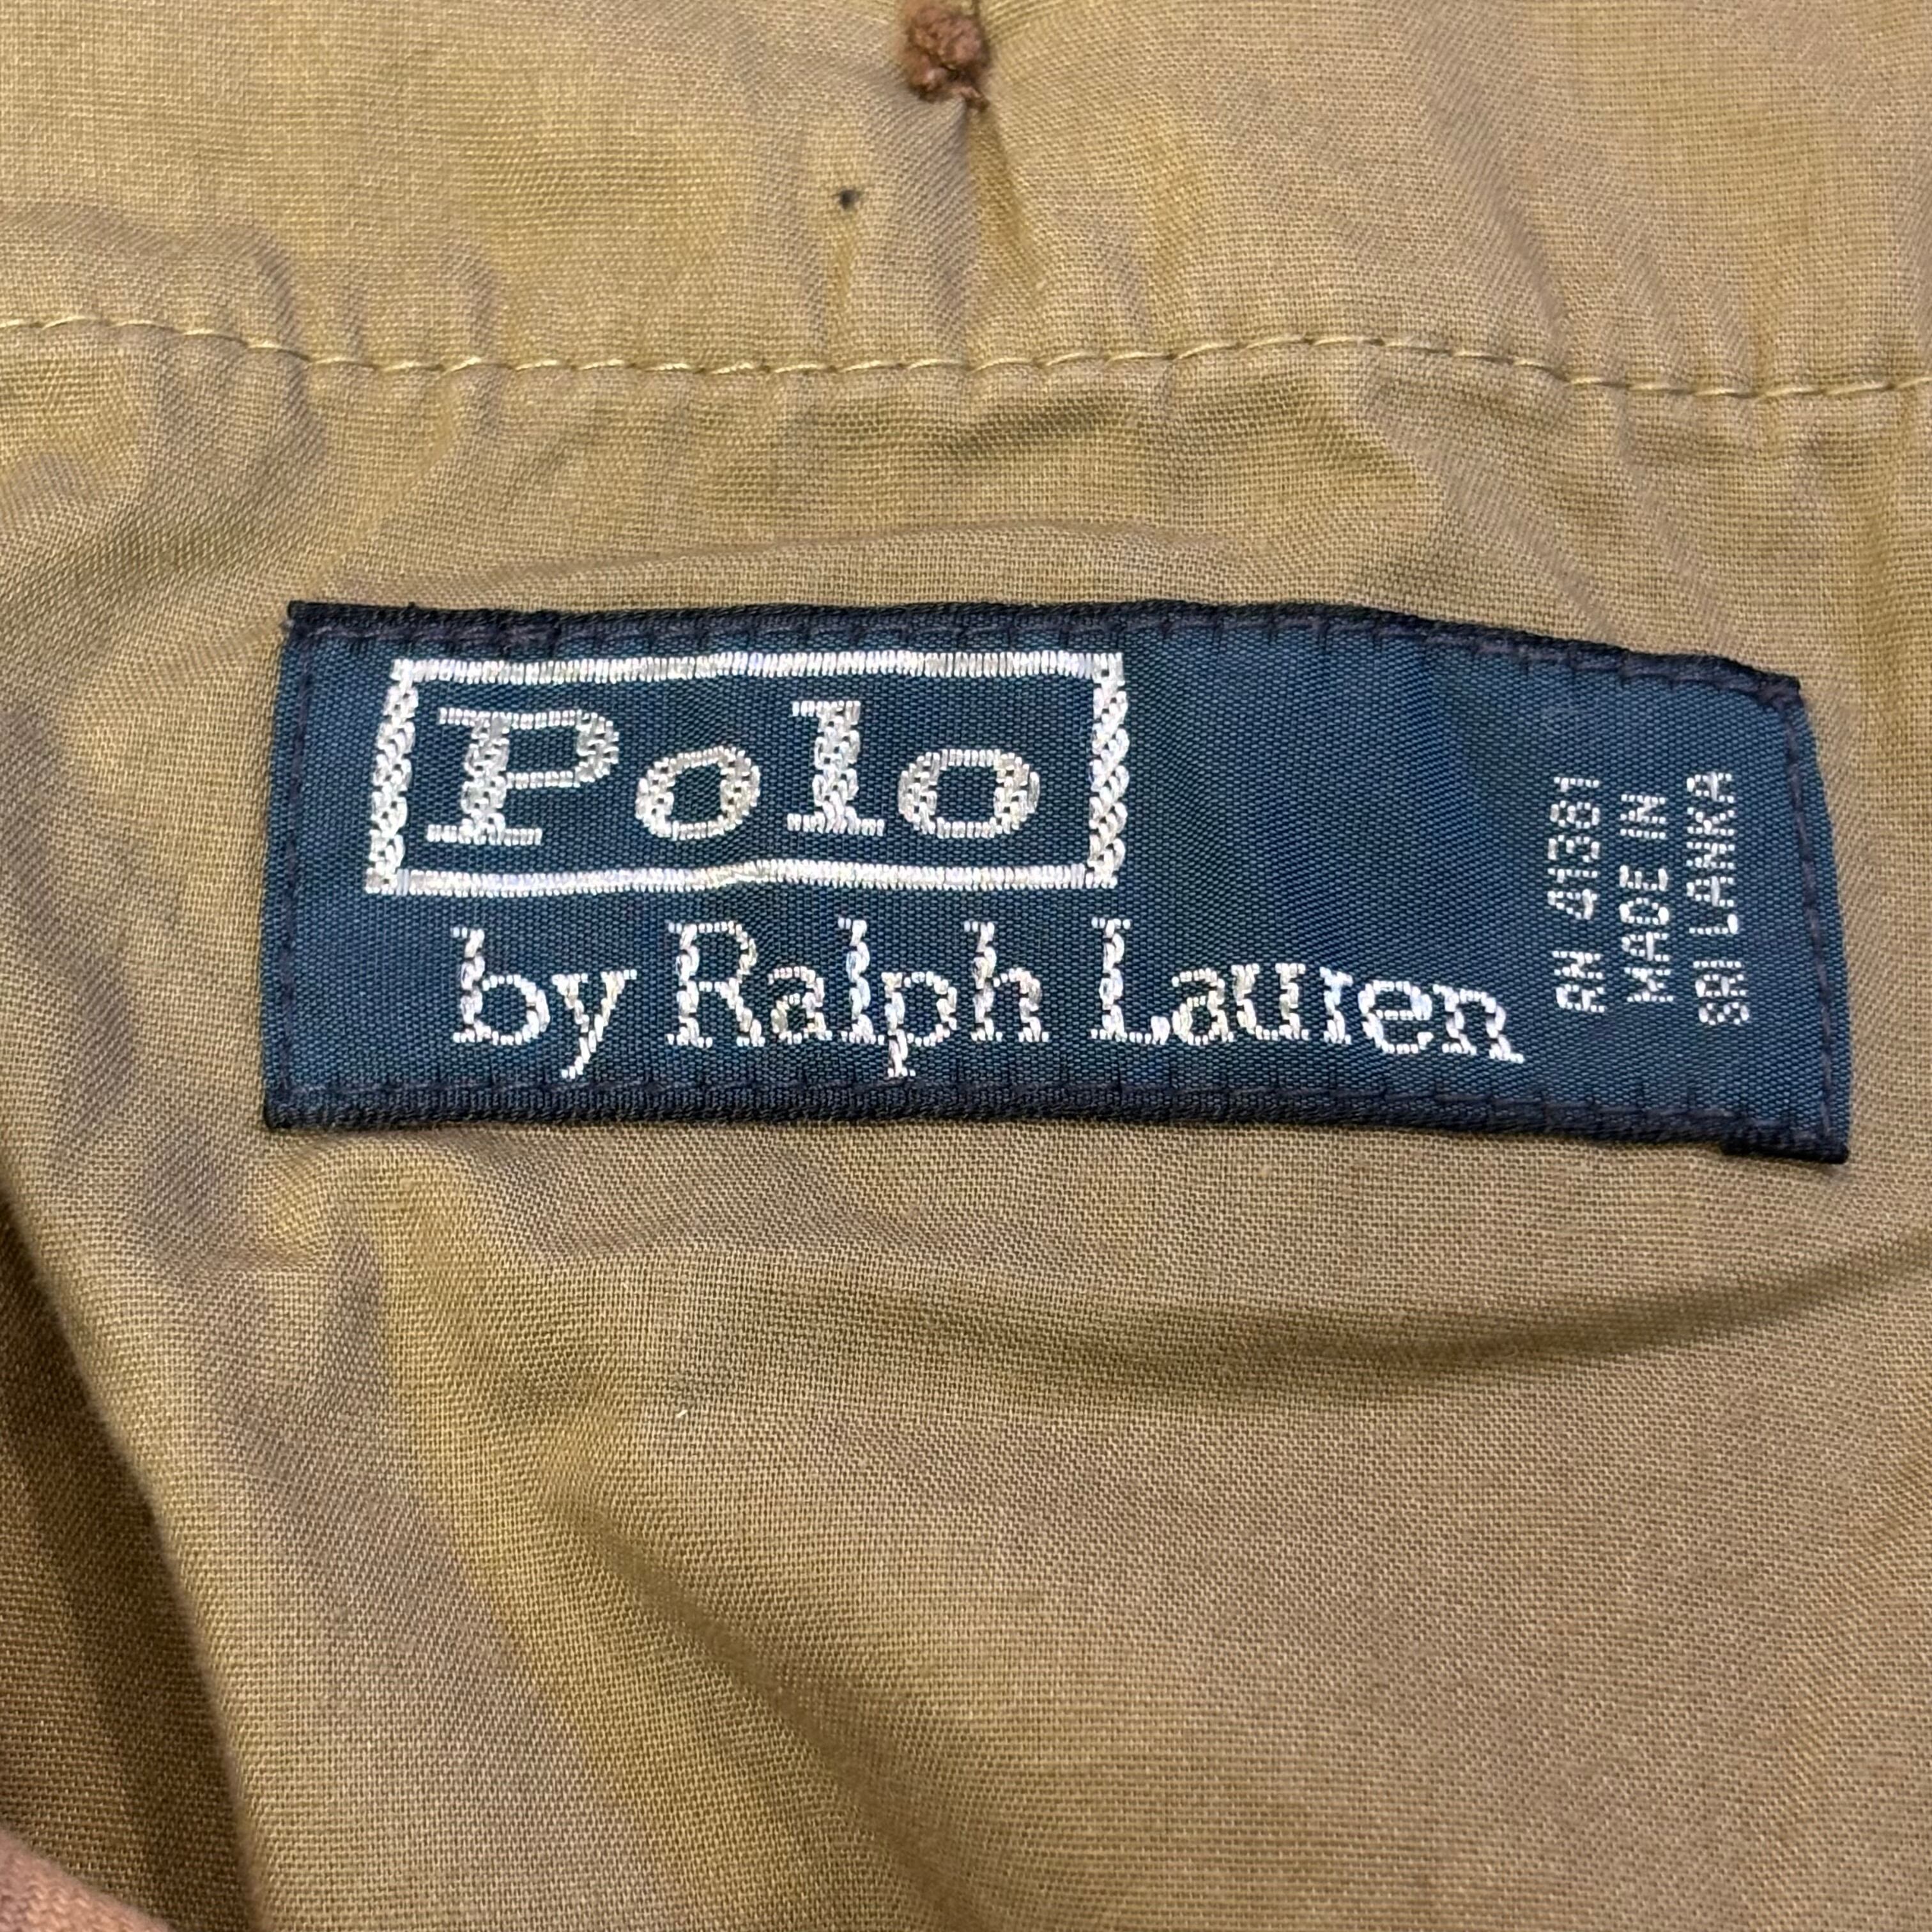 Polo
by Ralph Lauren
RN 41381
MADE IN
SRI LANKA